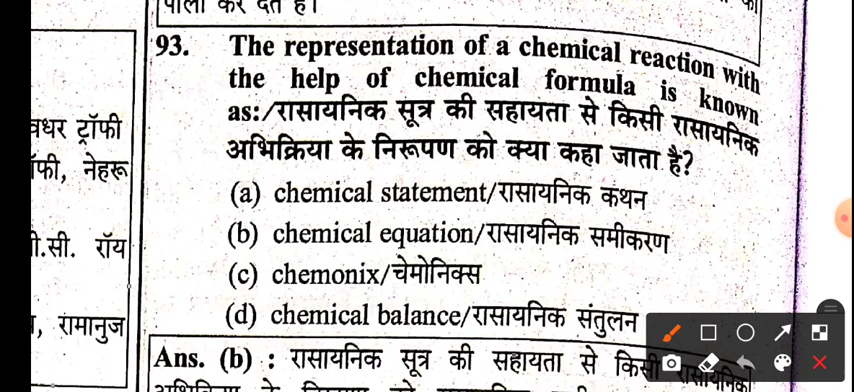 पाला कर देते हैं।
93. The representation of a chemical reaction with
the help of chemical formula is known
as:/रासायनिक सूत्र की सहायता से किसी रासायनिक
अभिक्रिया के निरूपण को क्या कहा जाता है?
(a) chemical statement/रासायनिक कथन
(b) chemical equation/रासायनिक समीकरण
(c) chemonix/चेमोनिक्स
(d) chemical balance/रासायनिक संतुलन
Ans. (b) : रासायनिक सूत्र की सहायता से किसी रासायनिक
ट्रॉफी
नेहरू
सी. रॉय
रामानुज